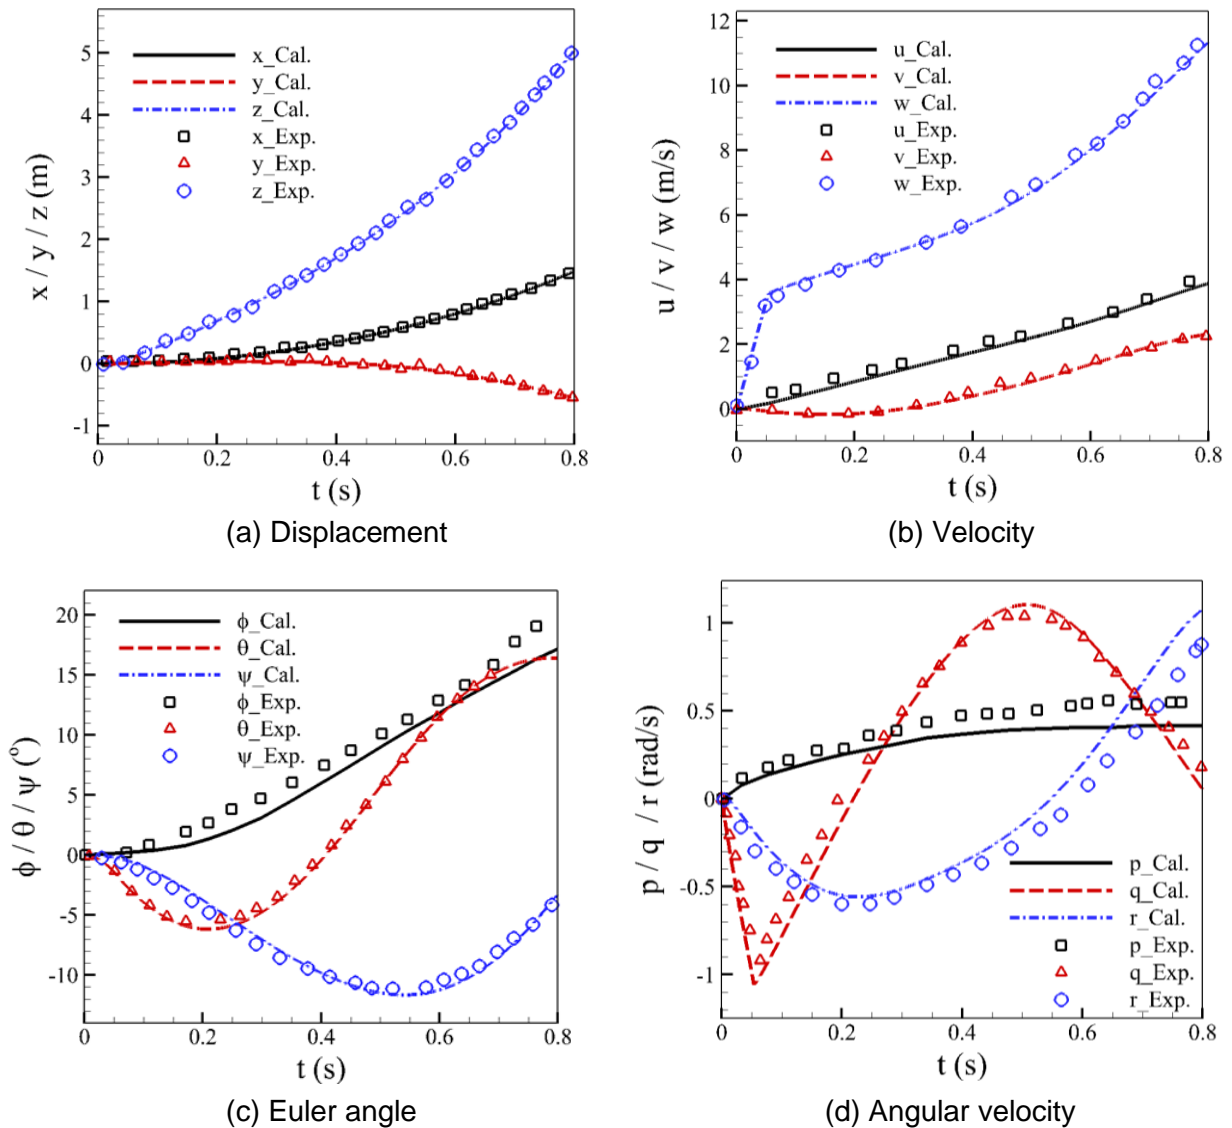 x / y / z (m)
5
4
3
2
1
0
-1
x_Cal.
y_Cal.
z_Cal.
x_Exp.
y_Exp.
z_Exp.
0 0.2 0.4 0.6 0.8
t (s)
(a) Displacement
u / v / w (m/s)
12
10
8
6
4
2
0
u_Cal.
v_Cal.
w_Cal.
u_Exp.
v_Exp.
w_Exp.
0 0.2 0.4 0.6 0.8
t (s)
(b) Velocity
ϕ / θ / ψ (º)
20
15
10
5
0
-5
-10
ϕ_Cal.
θ_Cal.
ψ_Cal.
ϕ_Exp.
θ_Exp.
ψ_Exp.
0 0.2 0.4 0.6 0.8
t (s)
(c) Euler angle
p / q / r (rad/s)
1
0.5
0
-0.5
-1
p_Cal.
q_Cal.
r_Cal.
p_Exp.
q_Exp.
r_Exp.
0 0.2 0.4 0.6 0.8
t (s)
(d) Angular velocity